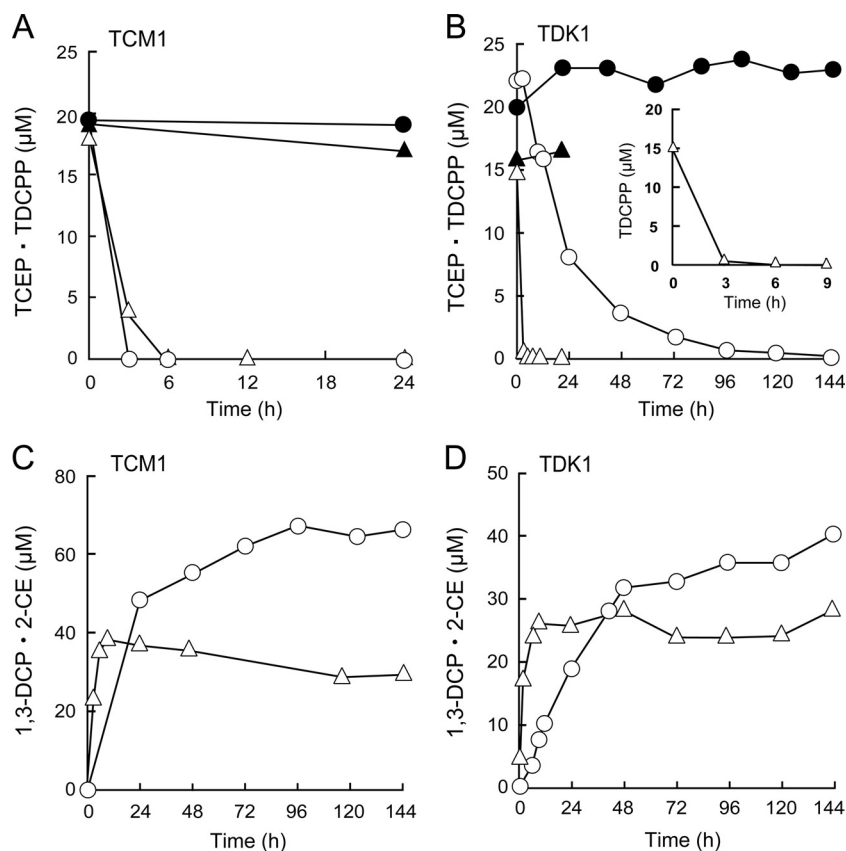 A
TCM1
TCEP・TDCPP (µM)
25
20
15
10
5
0
0 6 12 18 24
Time (h)
B
TDK1
TCEP・TDCPP (µM)
25
20
15
10
5
0
0 24 48 72 96 120 144
Time (h)
TDCPP (µM)
20
15
10
5
0
0 3 6 9
Time (h)
C
TCM1
1,3-DCP・2-CE (µM)
80
60
40
20
0
0 24 48 72 96 120 144
Time (h)
D
TDK1
1,3-DCP・2-CE (µM)
50
40
30
20
10
0
0 24 48 72 96 120 144
Time (h)